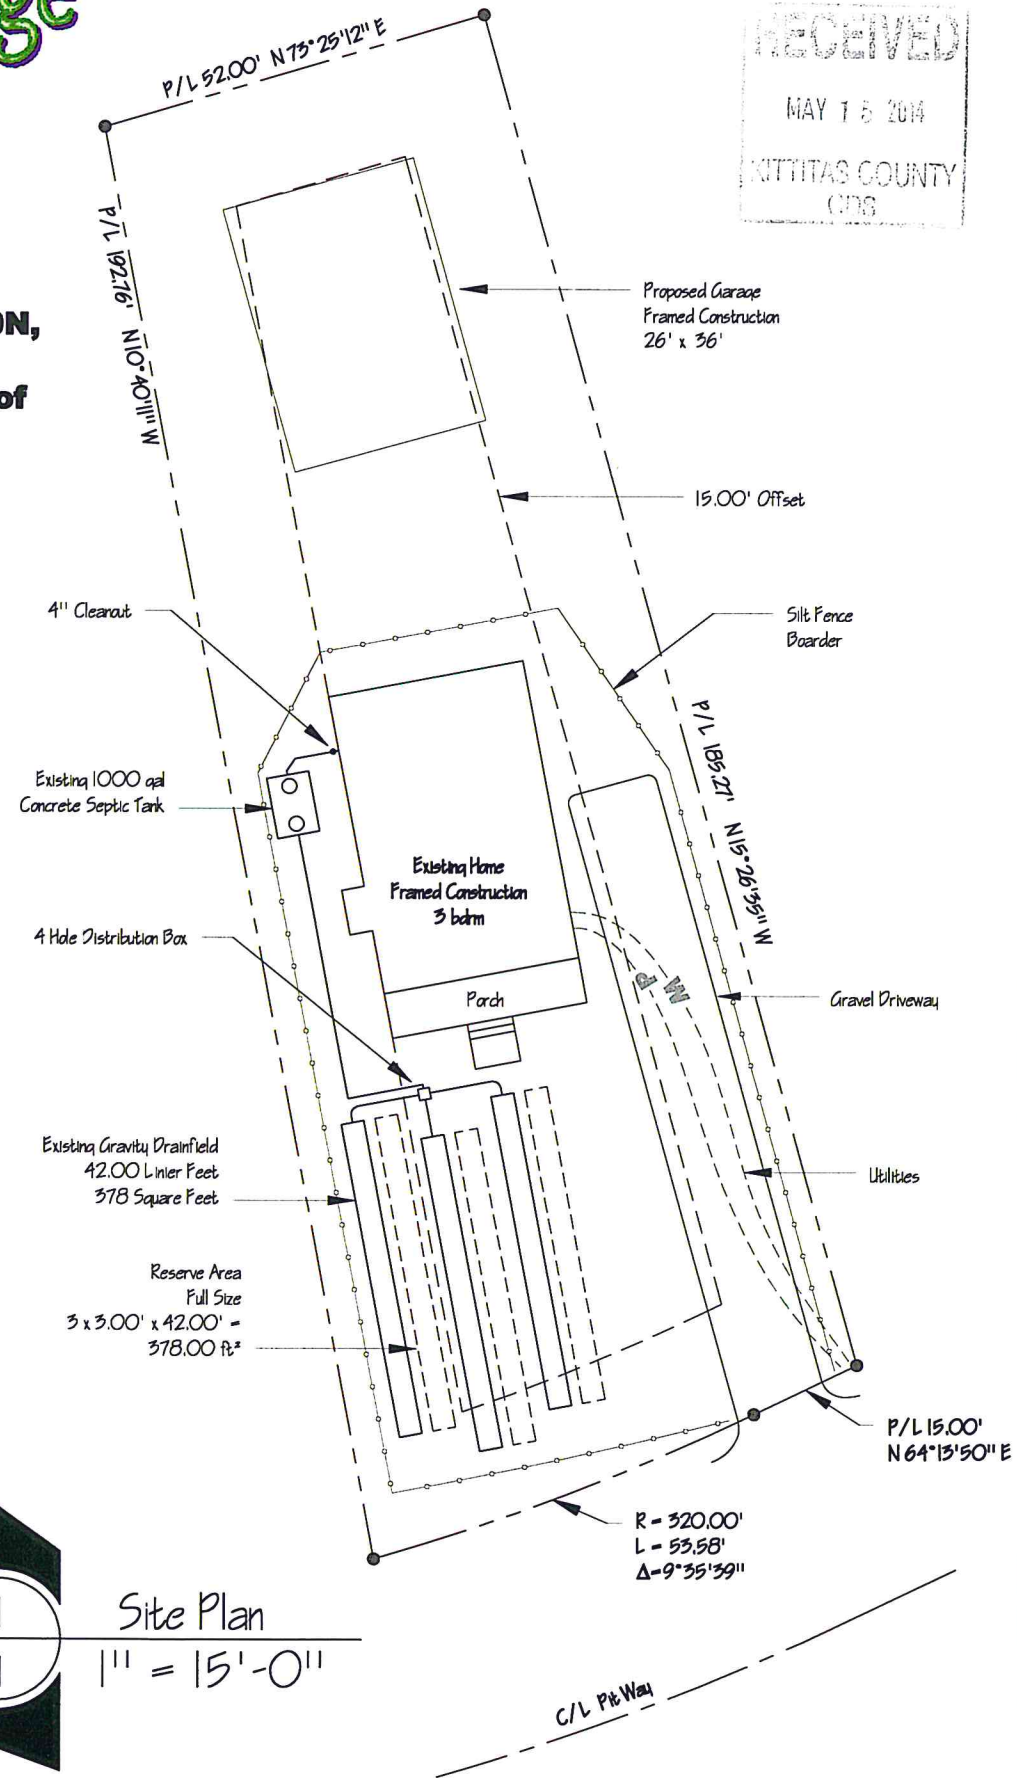 P/L 52.00' N 73°25'12" E
RECEIVED
MAY 2014
KITTITAS COUNTY
CDS
P/L 192.76' N10°40'11" W
ON,
of
Proposed Garage
Framed Construction
26' x 36'
15.00' Offset
4" Cleanout
Silt Fence
Boarder
P/L 185.27' N15°26'35" W
Existing 1000 gal
Concrete Septic Tank
Existing Home
Framed Construction
3 bdrm
4 Hole Distribution Box
P W
Porch
Gravel Driveway
Existing Gravity Drainfield
42.00 Linier Feet
378 Square Feet
Utilities
Reserve Area
Full Size
3 x 3.00' x 42.00' =
378.00 ft²
P/L 15.00'
N 64°13'50" E
R = 320.00'
L = 53.58'
Δ=9°35'39"
Site Plan
1" = 15'-0"
C/L Pit Way